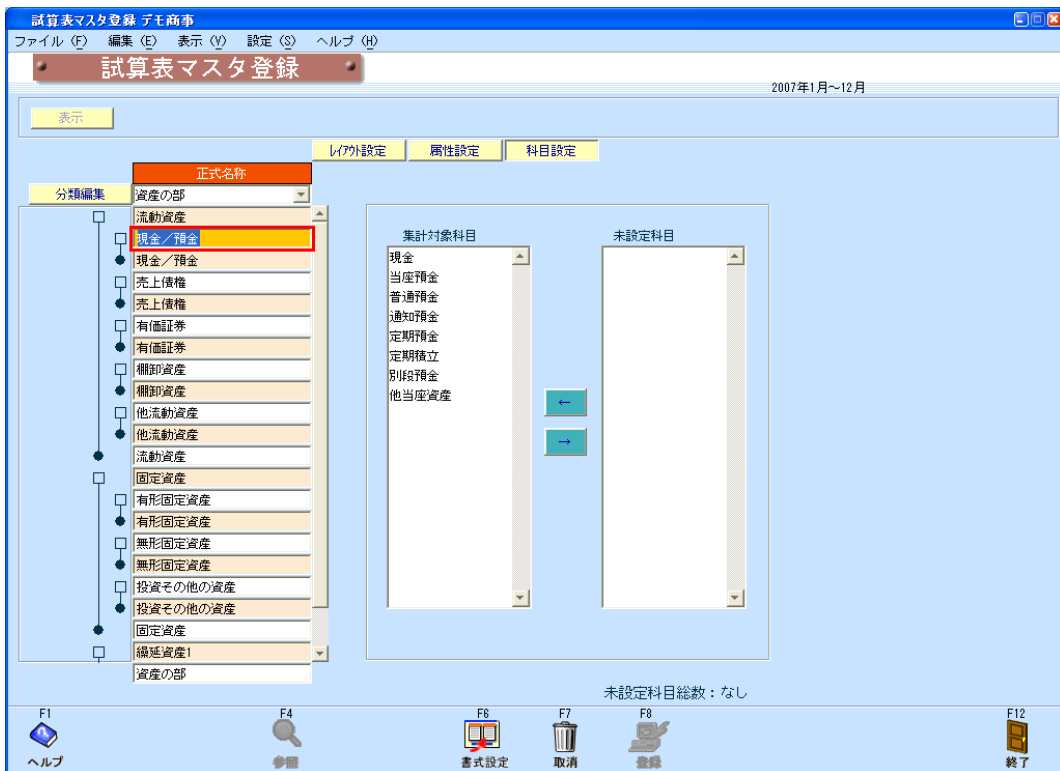 試算表マスタ登録 デモ商事
ファイル (F) 編集 (E) 表示 (V) 設定 (S) ヘルプ (H)
試算表マスタ登録
2007年1月～12月
表示
ﾚｲｱｳﾄ設定 属性設定 科目設定
正式名称
分類編集 資産の部
流動資産
現金／預金
現金／預金
売上債権
売上債権
有価証券
有価証券
棚卸資産
棚卸資産
他流動資産
他流動資産
流動資産
固定資産
有形固定資産
有形固定資産
無形固定資産
無形固定資産
投資その他の資産
投資その他の資産
固定資産
繰延資産1
資産の部
集計対象科目
現金
当座預金
普通預金
通知預金
定期預金
定期積立
別段預金
他当座資産
←
→
未設定科目
未設定科目総数：なし
F1 F4 F6 F7 F8 F12
ヘルプ 参照 書式設定 取消 登録 終了